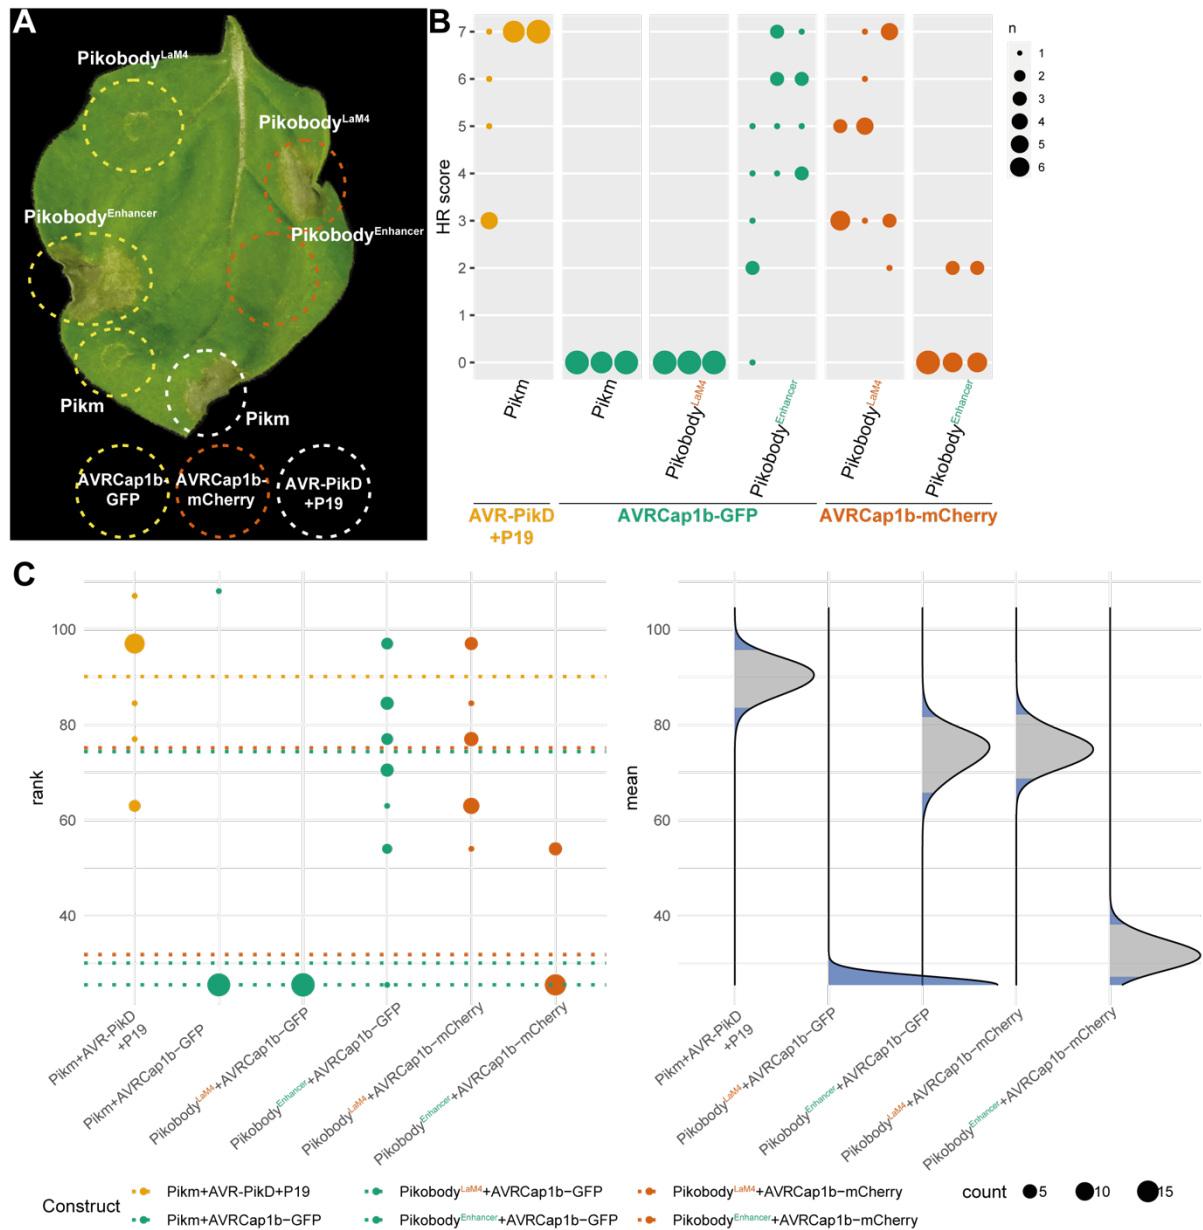 A
Pikobody^LaM4
Pikobody^LaM4
Pikobody^Enhancer
Pikobody^Enhancer
Pikm
Pikm
AVRCap1b-
GFP
AVRCap1b-
mCherry
AVR-PikD
+P19
B
HR score
7
6
5
4
3
2
1
0
n
1
2
3
4
5
6
Pikm
Pikm
Pikobody^LaM4
Pikobody^Enhancer
Pikobody^LaM4
Pikobody^Enhancer
AVR-PikD
+P19
AVRCap1b-GFP
AVRCap1b-mCherry
C
rank
100
80
60
40
Pikm+AVR-PikD
+P19
Pikm+AVRCap1b−GFP
Pikobody^LaM4+AVRCap1b−GFP
Pikobody^Enhancer+AVRCap1b−GFP
Pikobody^LaM4+AVRCap1b−mCherry
Pikobody^Enhancer+AVRCap1b−mCherry
mean
100
80
60
40
Pikm+AVR-PikD
+P19
Pikobody^LaM4+AVRCap1b−GFP
Pikobody^Enhancer+AVRCap1b−GFP
Pikobody^LaM4+AVRCap1b−mCherry
Pikobody^Enhancer+AVRCap1b−mCherry
Construct
Pikm+AVR-PikD+P19
Pikm+AVRCap1b−GFP
Pikobody^LaM4+AVRCap1b−GFP
Pikobody^Enhancer+AVRCap1b−GFP
Pikobody^LaM4+AVRCap1b−mCherry
Pikobody^Enhancer+AVRCap1b−mCherry
count 5 10 15